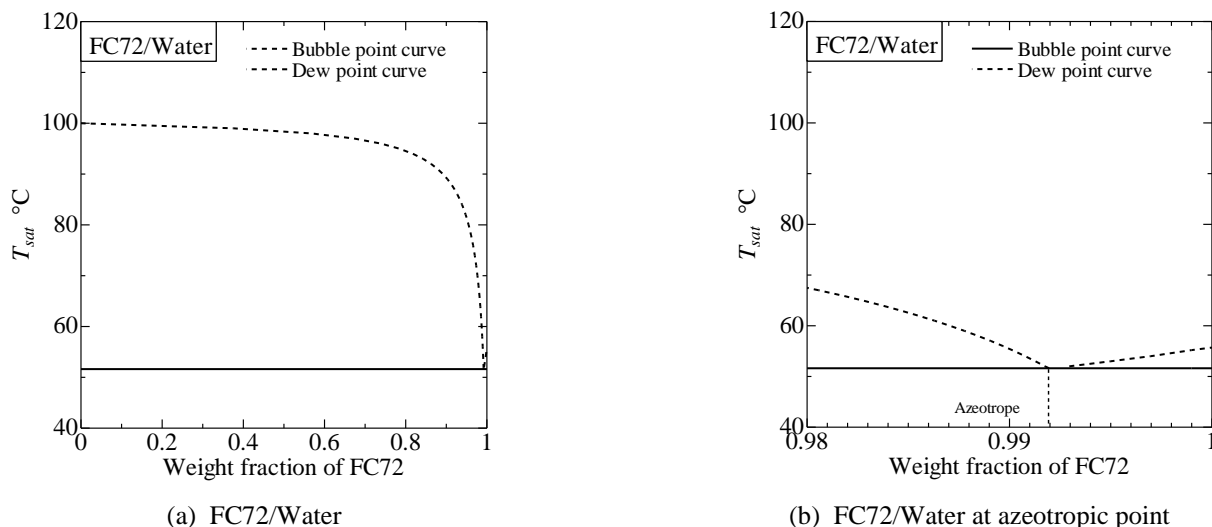 FC72/Water
Bubble point curve
Dew point curve
120
100
80
60
40
T_sat °C
0
0.2
0.4
0.6
0.8
1
Weight fraction of FC72
(a) FC72/Water
FC72/Water
Bubble point curve
Dew point curve
120
100
80
60
40
T_sat °C
Azeotrope
0.98
0.99
1
Weight fraction of FC72
(b) FC72/Water at azeotropic point